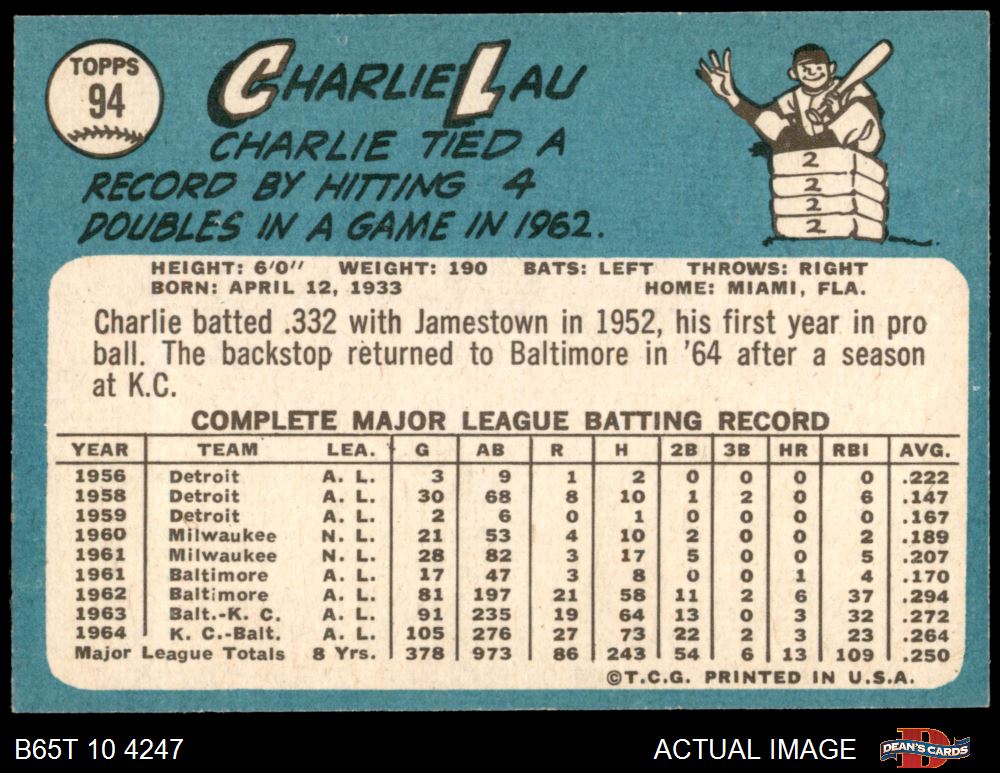 TOPPS
94
CHARLIE LAU
CHARLIE TIED A
RECORD BY HITTING 4
DOUBLES IN A GAME IN 1962.
2
2
2
2
HEIGHT: 6'0" WEIGHT: 190 BATS: LEFT THROWS: RIGHT
BORN: APRIL 12, 1933 HOME: MIAMI, FLA.
Charlie batted .332 with Jamestown in 1952, his first year in pro
ball. The backstop returned to Baltimore in '64 after a season
at K.C.
COMPLETE MAJOR LEAGUE BATTING RECORD
YEAR TEAM LEA. G AB R H 2B 3B HR RBI AVG.
1956 Detroit A. L. 3 9 1 2 0 0 0 0 .222
1958 Detroit A. L. 30 68 8 10 1 2 0 6 .147
1959 Detroit A. L. 2 6 0 1 0 0 0 0 .167
1960 Milwaukee N. L. 21 53 4 10 2 0 0 2 .189
1961 Milwaukee N. L. 28 82 3 17 5 0 0 5 .207
1961 Baltimore A. L. 17 47 3 8 0 0 1 4 .170
1962 Baltimore A. L. 81 197 21 58 11 2 6 37 .294
1963 Balt.-K. C. A. L. 91 235 19 64 13 0 3 32 .272
1964 K. C.-Balt. A. L. 105 276 27 73 22 2 3 23 .264
Major League Totals 8 Yrs. 378 973 86 243 54 6 13 109 .250
©T.C.G. PRINTED IN U.S.A.
B65T 10 4247 ACTUAL IMAGE DEAN'S CARDS